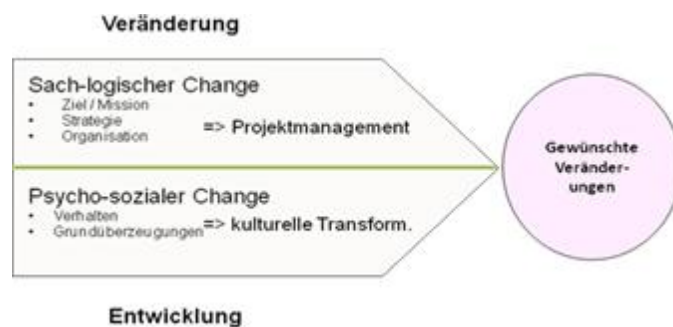 Veränderung
Sach-logischer Change
• Ziel / Mission
• Strategie
• Organisation
=> Projektmanagement
Psycho-sozialer Change
• Verhalten
• Grundüberzeugungen
=> kulturelle Transform.
Gewünschte
Veränder-
ungen
Entwicklung